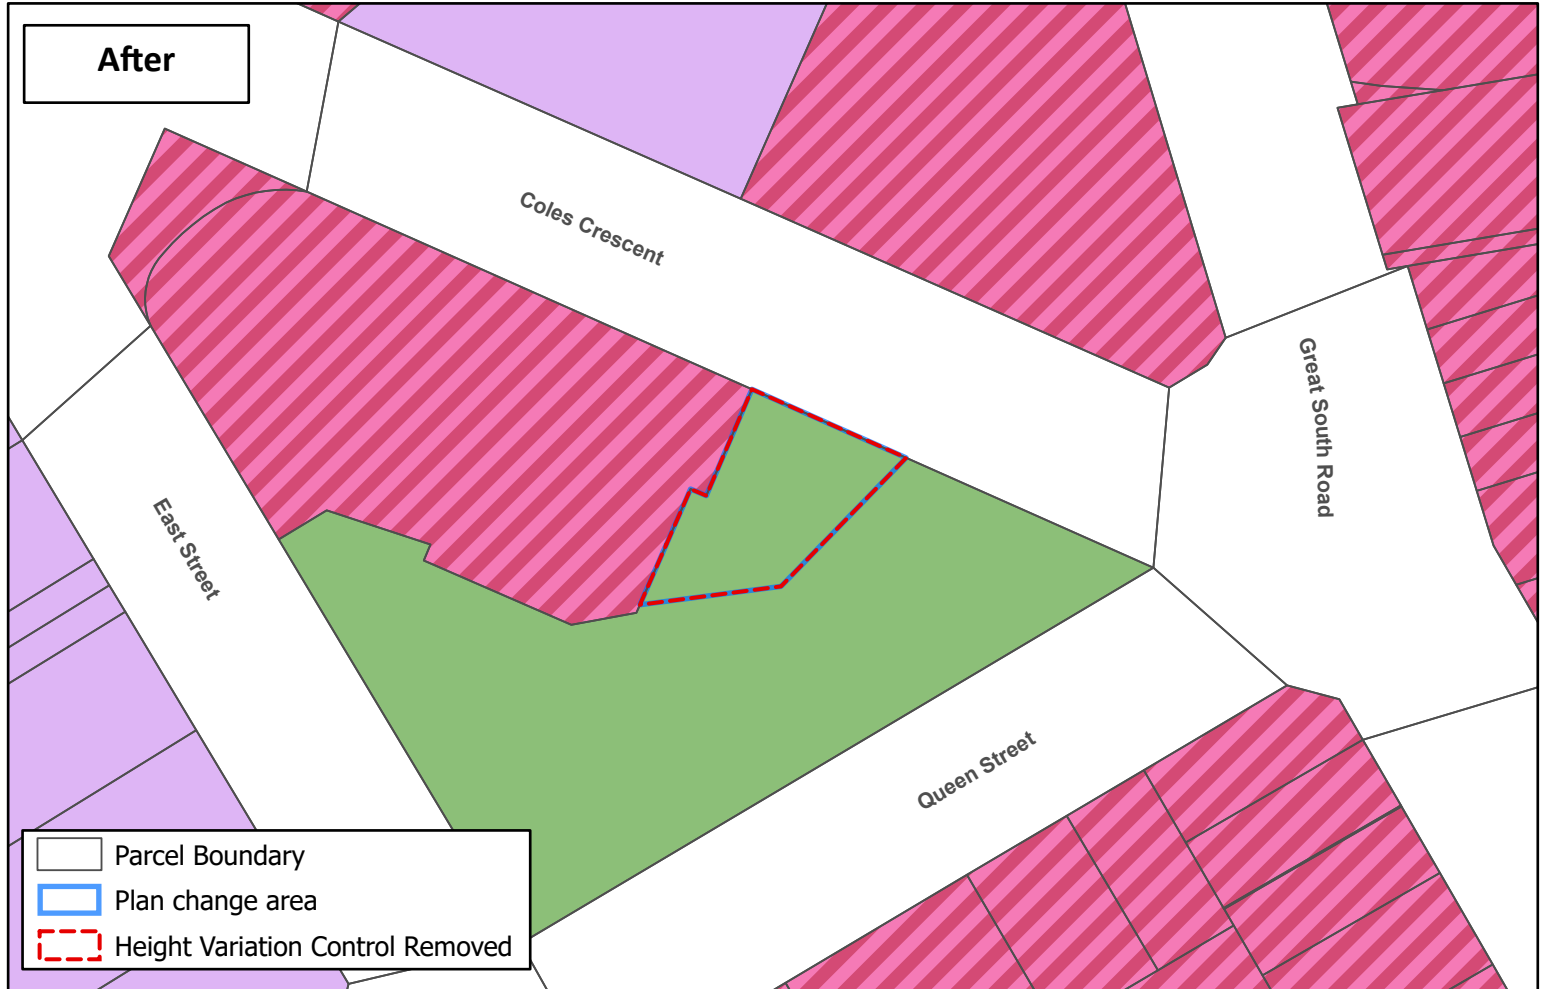 After
Coles Crescent
Great South Road
East Street
Queen Street
Parcel Boundary
Plan change area
Height Variation Control Removed